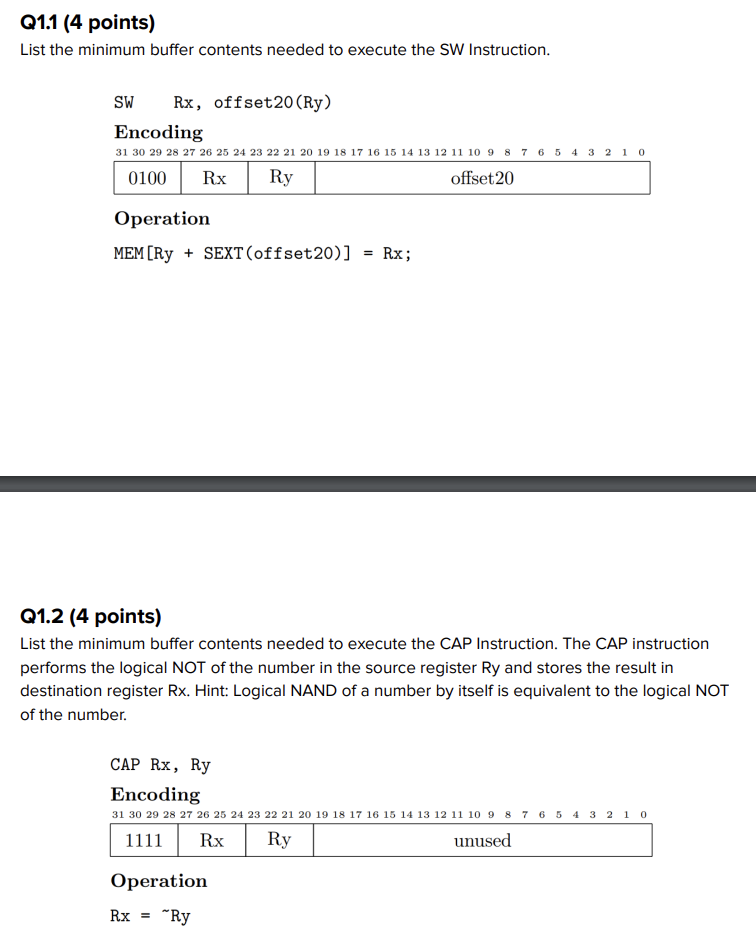 Q1.1 (4 points)
List the minimum buffer contents needed to execute the SW Instruction.
SW Rx, offset20(Ry)
Encoding
31 30 29 28 27 26 25 24 23 22 21 20 19 18 17 16 15 14 13 12 11 10 9 8 7 6 5 4 3 2 1 0
0100 Rx Ry offset20
Operation
MEM[Ry + SEXT(offset20)] = Rx;
Q1.2 (4 points)
List the minimum buffer contents needed to execute the CAP Instruction. The CAP instruction
performs the logical NOT of the number in the source register Ry and stores the result in
destination register Rx. Hint: Logical NAND of a number by itself is equivalent to the logical NOT
of the number.
CAP Rx, Ry
Encoding
31 30 29 28 27 26 25 24 23 22 21 20 19 18 17 16 15 14 13 12 11 10 9 8 7 6 5 4 3 2 1 0
1111 Rx Ry unused
Operation
Rx = ~Ry